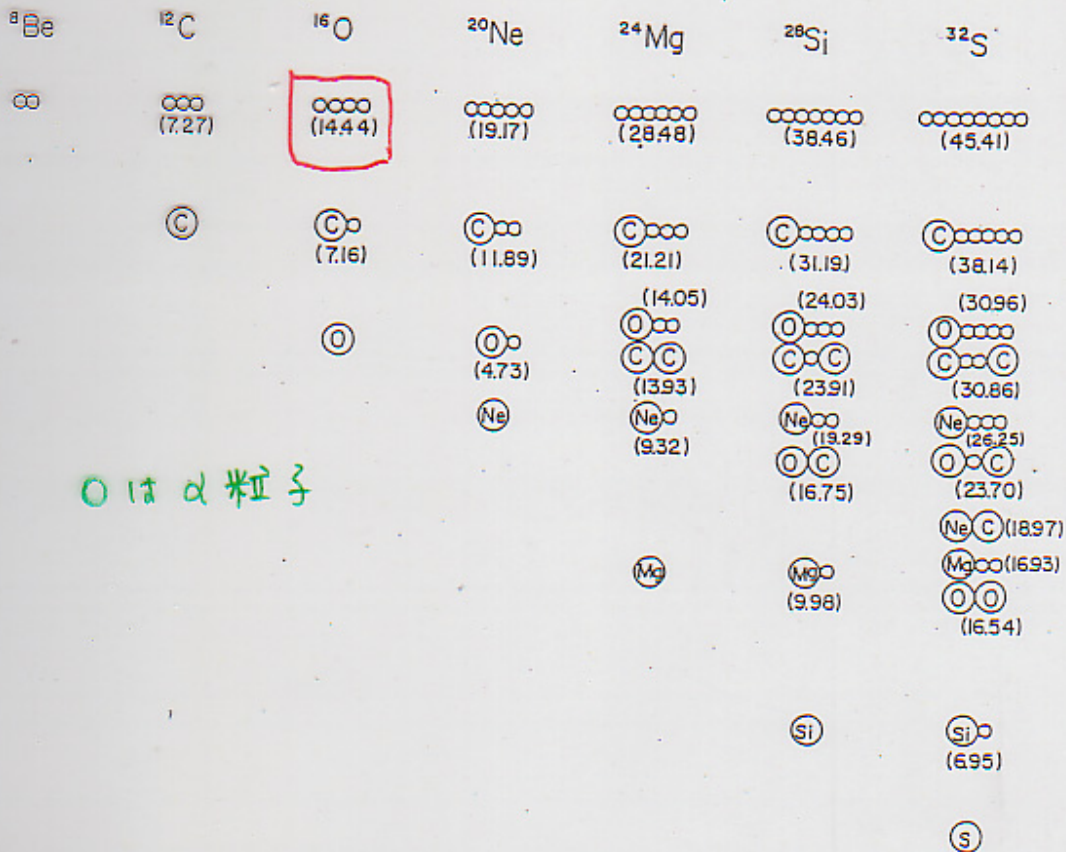 ⁸Be ¹²C ¹⁶O ²⁰Ne ²⁴Mg ²⁸Si ³²S
(7.27) (14.44) (19.17) (28.48) (38.46) (45.41)
C C C C C C
(7.16) (11.89) (21.21) (31.19) (38.14)
(14.05) (24.03) (30.96)
O O O O O
C C C C C C
(4.73) (13.93) (23.91) (30.86)
Ne Ne Ne Ne
(9.32) (19.29) (26.25)
O C O C
(16.75) (23.70)
Oは α粒子
Ne C (18.97)
Mg Mg Mg (16.93)
(9.98) O O
(16.54)
Si Si
(6.95)
S